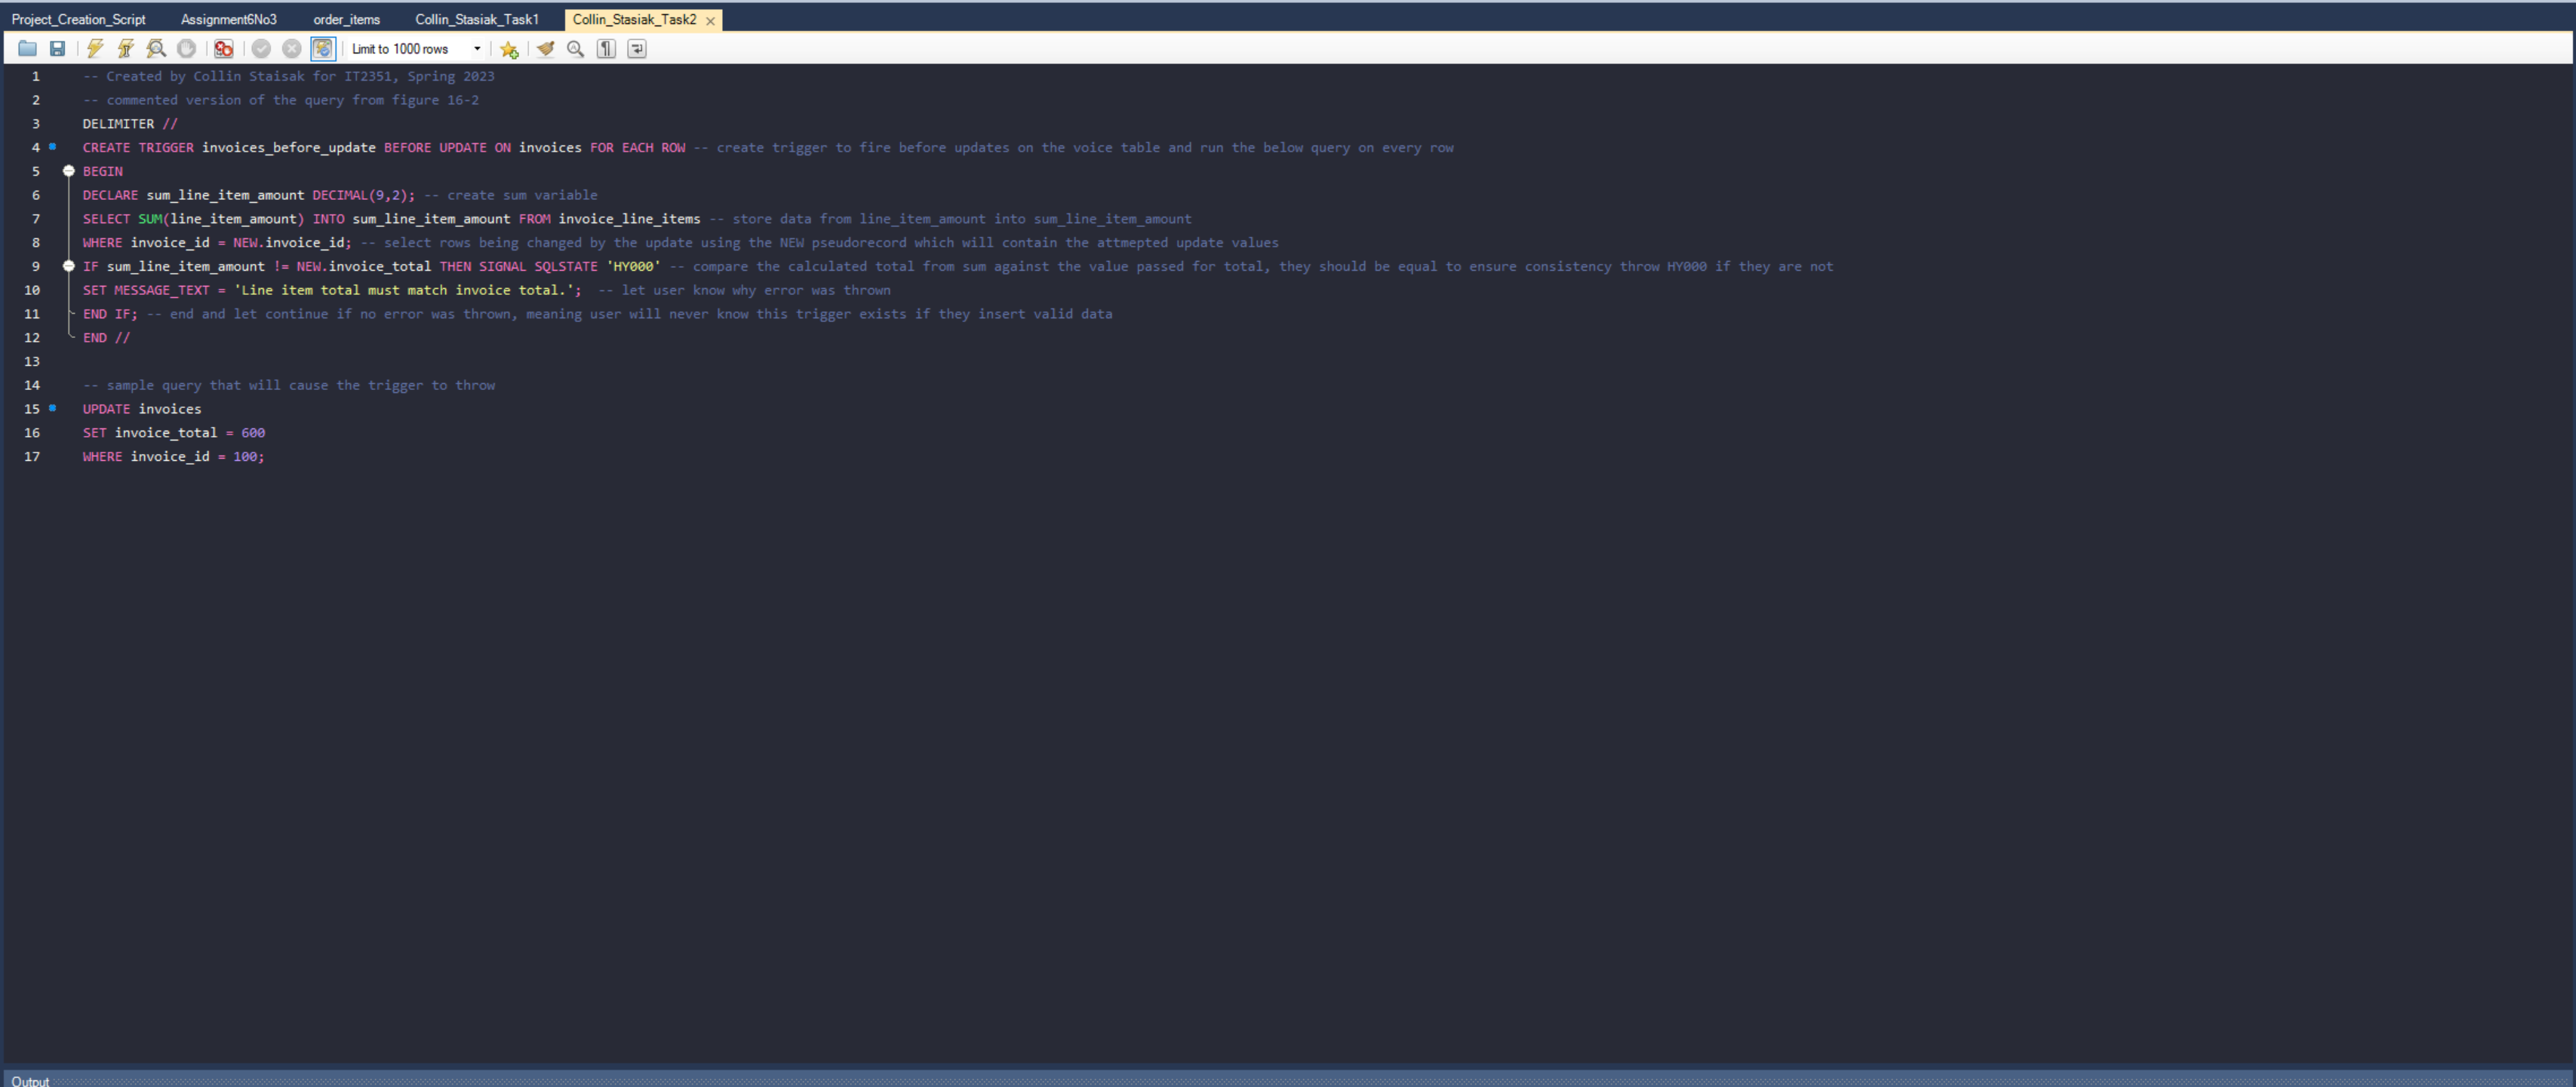 Project_Creation_Script Assignment6No3 order_items Collin_Stasiak_Task1 Collin_Stasiak_Task2
Limit to 1000 rows
1 -- Created by Collin Staisak for IT2351, Spring 2023
2 -- commented version of the query from figure 16-2
3 DELIMITER //
4 CREATE TRIGGER invoices_before_update BEFORE UPDATE ON invoices FOR EACH ROW -- create trigger to fire before updates on the voice table and run the below query on every row
5 BEGIN
6 DECLARE sum_line_item_amount DECIMAL(9,2); -- create sum variable
7 SELECT SUM(line_item_amount) INTO sum_line_item_amount FROM invoice_line_items -- store data from line_item_amount into sum_line_item_amount
8 WHERE invoice_id = NEW.invoice_id; -- select rows being changed by the update using the NEW pseudorecord which will contain the attmepted update values
9 IF sum_line_item_amount != NEW.invoice_total THEN SIGNAL SQLSTATE 'HY000' -- compare the calculated total from sum against the value passed for total, they should be equal to ensure consistency throw HY000 if they are not
10 SET MESSAGE_TEXT = 'Line item total must match invoice total.'; -- let user know why error was thrown
11 END IF; -- end and let continue if no error was thrown, meaning user will never know this trigger exists if they insert valid data
12 END //
13
14 -- sample query that will cause the trigger to throw
15 UPDATE invoices
16 SET invoice_total = 600
17 WHERE invoice_id = 100;
Output